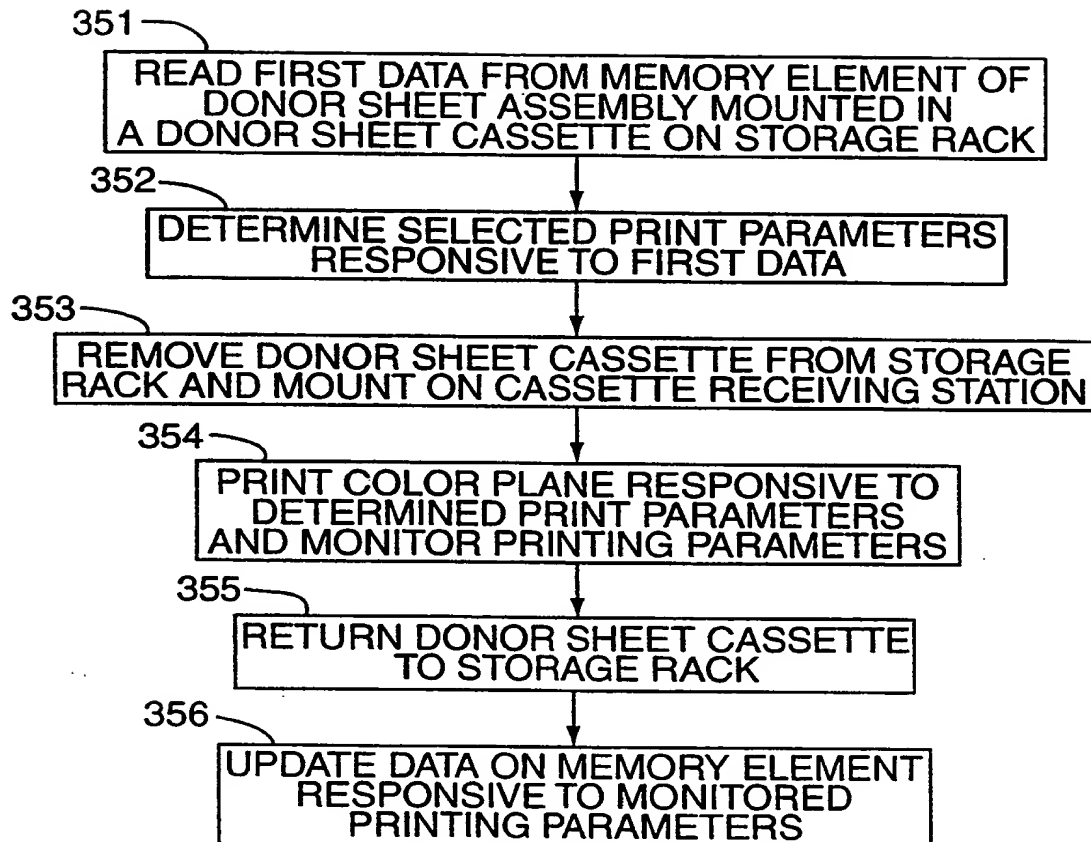 351
READ FIRST DATA FROM MEMORY ELEMENT OF
DONOR SHEET ASSEMBLY MOUNTED IN
A DONOR SHEET CASSETTE ON STORAGE RACK
352
DETERMINE SELECTED PRINT PARAMETERS
RESPONSIVE TO FIRST DATA
353
REMOVE DONOR SHEET CASSETTE FROM STORAGE
RACK AND MOUNT ON CASSETTE RECEIVING STATION
354
PRINT COLOR PLANE RESPONSIVE TO
DETERMINED PRINT PARAMETERS
AND MONITOR PRINTING PARAMETERS
355
RETURN DONOR SHEET CASSETTE
TO STORAGE RACK
356
UPDATE DATA ON MEMORY ELEMENT
RESPONSIVE TO MONITORED
PRINTING PARAMETERS